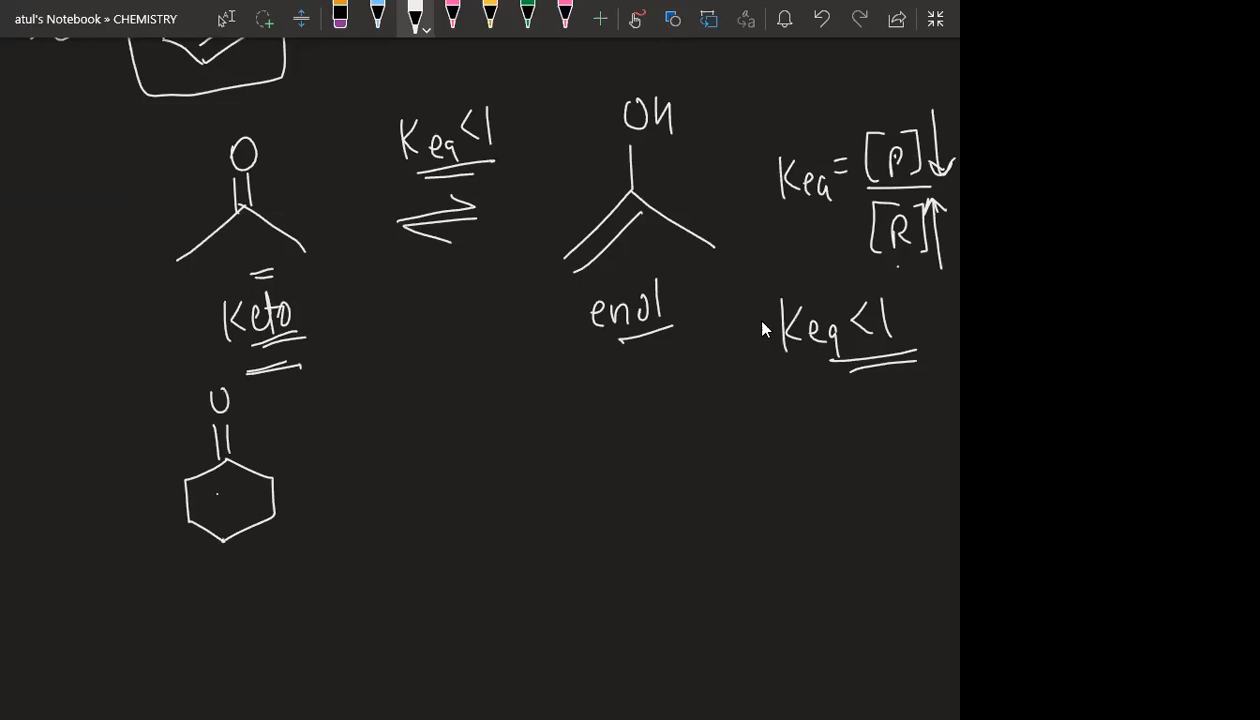 atul's Notebook » CHEMISTRY
O
Keq<1
OH
Keq = [P]↓
[R]↑
Keto
enol
Keq <1
O